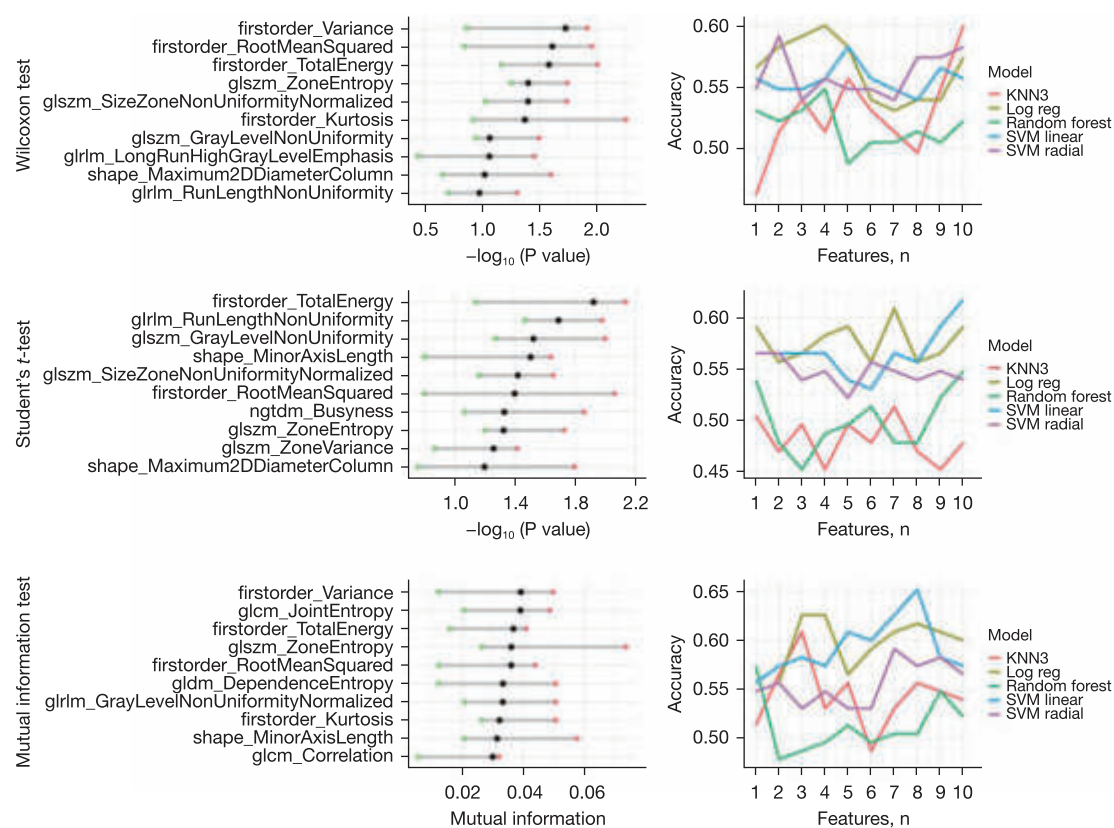 Wilcoxon test
firstorder_Variance
firstorder_RootMeanSquared
firstorder_TotalEnergy
glszm_ZoneEntropy
glszm_SizeZoneNonUniformityNormalized
firstorder_Kurtosis
glszm_GrayLevelNonUniformity
glrlm_LongRunHighGrayLevelEmphasis
shape_Maximum2DDiameterColumn
glrlm_RunLengthNonUniformity
0.5 1.0 1.5 2.0
−log₁₀ (P value)
Accuracy
0.60
0.55
0.50
1 2 3 4 5 6 7 8 9 10
Features, n
Model
KNN3
Log reg
Random forest
SVM linear
SVM radial
Student's t-test
firstorder_TotalEnergy
glrlm_RunLengthNonUniformity
glszm_GrayLevelNonUniformity
shape_MinorAxisLength
glszm_SizeZoneNonUniformityNormalized
firstorder_RootMeanSquared
ngtdm_Busyness
glszm_ZoneEntropy
glszm_ZoneVariance
shape_Maximum2DDiameterColumn
1.0 1.4 1.8 2.2
−log₁₀ (P value)
Accuracy
0.60
0.55
0.50
0.45
1 2 3 4 5 6 7 8 9 10
Features, n
Model
KNN3
Log reg
Random forest
SVM linear
SVM radial
Mutual information test
firstorder_Variance
glcm_JointEntropy
firstorder_TotalEnergy
glszm_ZoneEntropy
firstorder_RootMeanSquared
gldm_DependenceEntropy
glrlm_GrayLevelNonUniformityNormalized
firstorder_Kurtosis
shape_MinorAxisLength
glcm_Correlation
0.02 0.04 0.06
Mutual information
Accuracy
0.65
0.60
0.55
0.50
1 2 3 4 5 6 7 8 9 10
Features, n
Model
KNN3
Log reg
Random forest
SVM linear
SVM radial